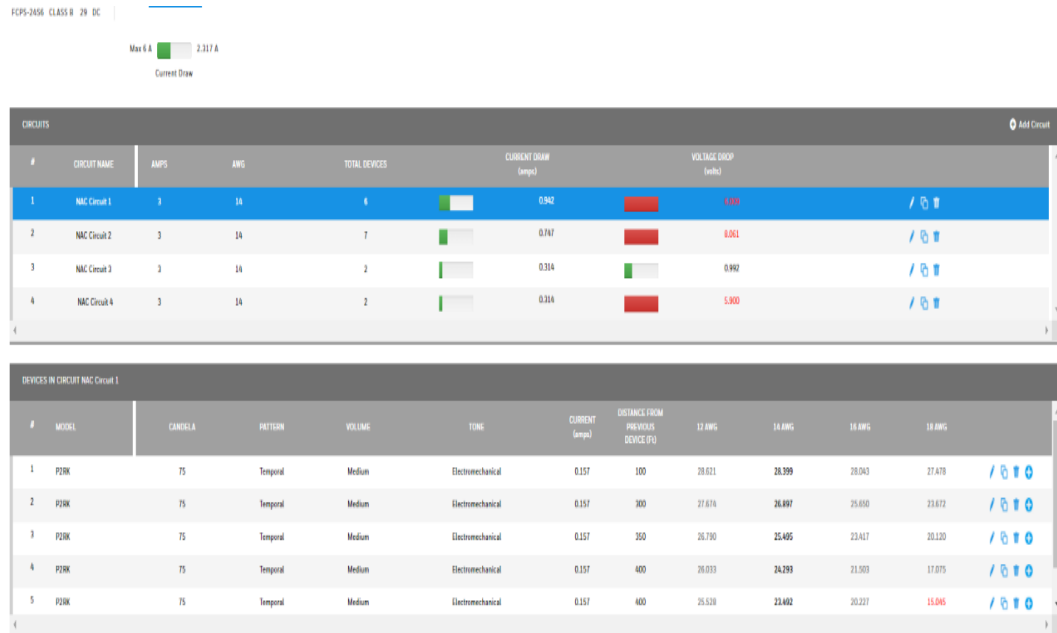 FCPS-24S6 CLASS B 29 DC
Max 6 A 2.317 A
Current Draw
CIRCUITS Add Circuit
# CIRCUIT NAME AMPS AWG TOTAL DEVICES CURRENT DRAW (amps) VOLTAGE DROP (volts)
1 NAC Circuit 1 3 14 6 0.942
2 NAC Circuit 2 3 14 7 0.747 8.061
3 NAC Circuit 3 3 14 2 0.314 0.992
4 NAC Circuit 4 3 14 2 0.314 5.900
DEVICES IN CIRCUIT NAC Circuit 1
# MODEL CANDELA PATTERN VOLUME TONE CURRENT (amps) DISTANCE FROM PREVIOUS DEVICE (Ft) 12 AWG 14 AWG 16 AWG 18 AWG
1 P2RK 75 Temporal Medium Electromechanical 0.157 100 28.621 28.399 28.043 27.478
2 P2RK 75 Temporal Medium Electromechanical 0.157 300 27.674 26.897 25.650 23.672
3 P2RK 75 Temporal Medium Electromechanical 0.157 350 26.790 25.495 23.417 20.120
4 P2RK 75 Temporal Medium Electromechanical 0.157 400 26.033 24.293 21.503 17.075
5 P2RK 75 Temporal Medium Electromechanical 0.157 400 25.528 23.492 20.227 15.045